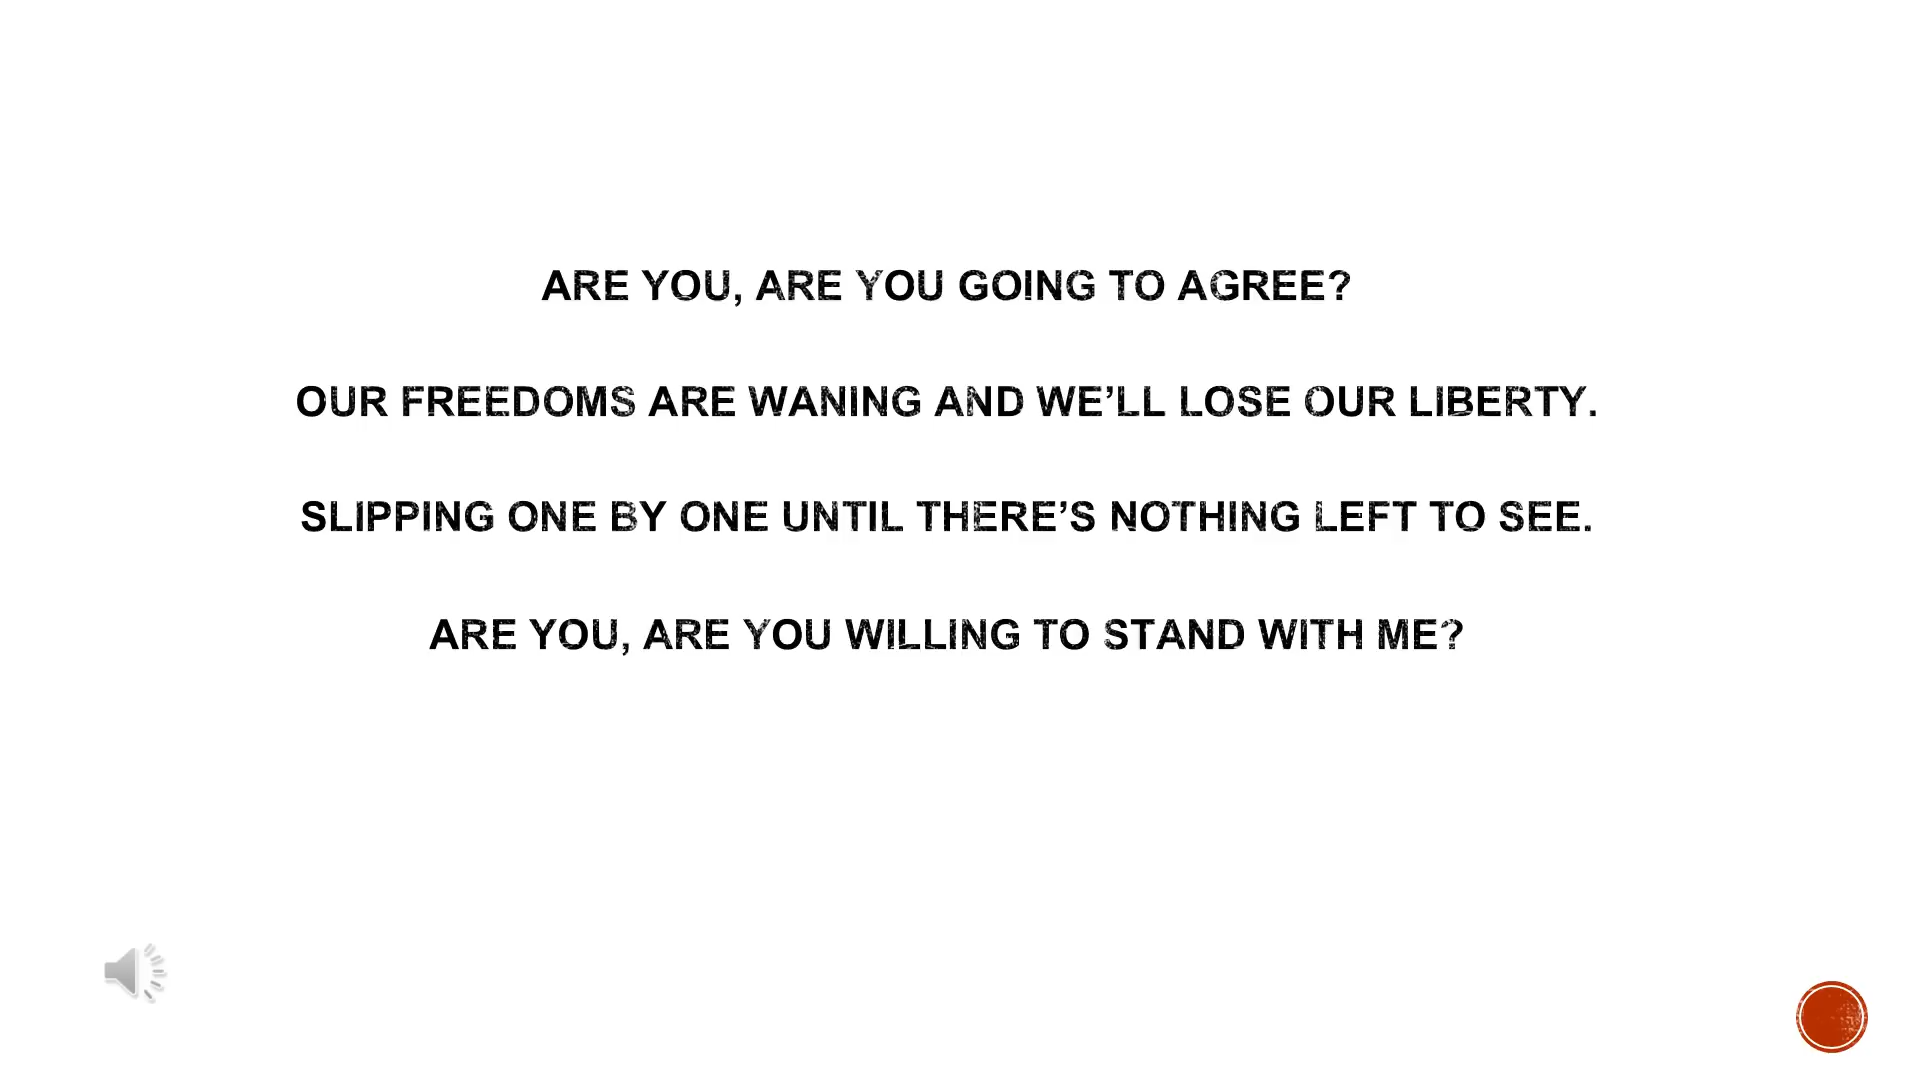 ARE YOU, ARE YOU GOING TO AGREE?
OUR FREEDOMS ARE WANING AND WE’LL LOSE OUR LIBERTY.
SLIPPING ONE BY ONE UNTIL THERE’S NOTHING LEFT TO SEE.
ARE YOU, ARE YOU WILLING TO STAND WITH ME?